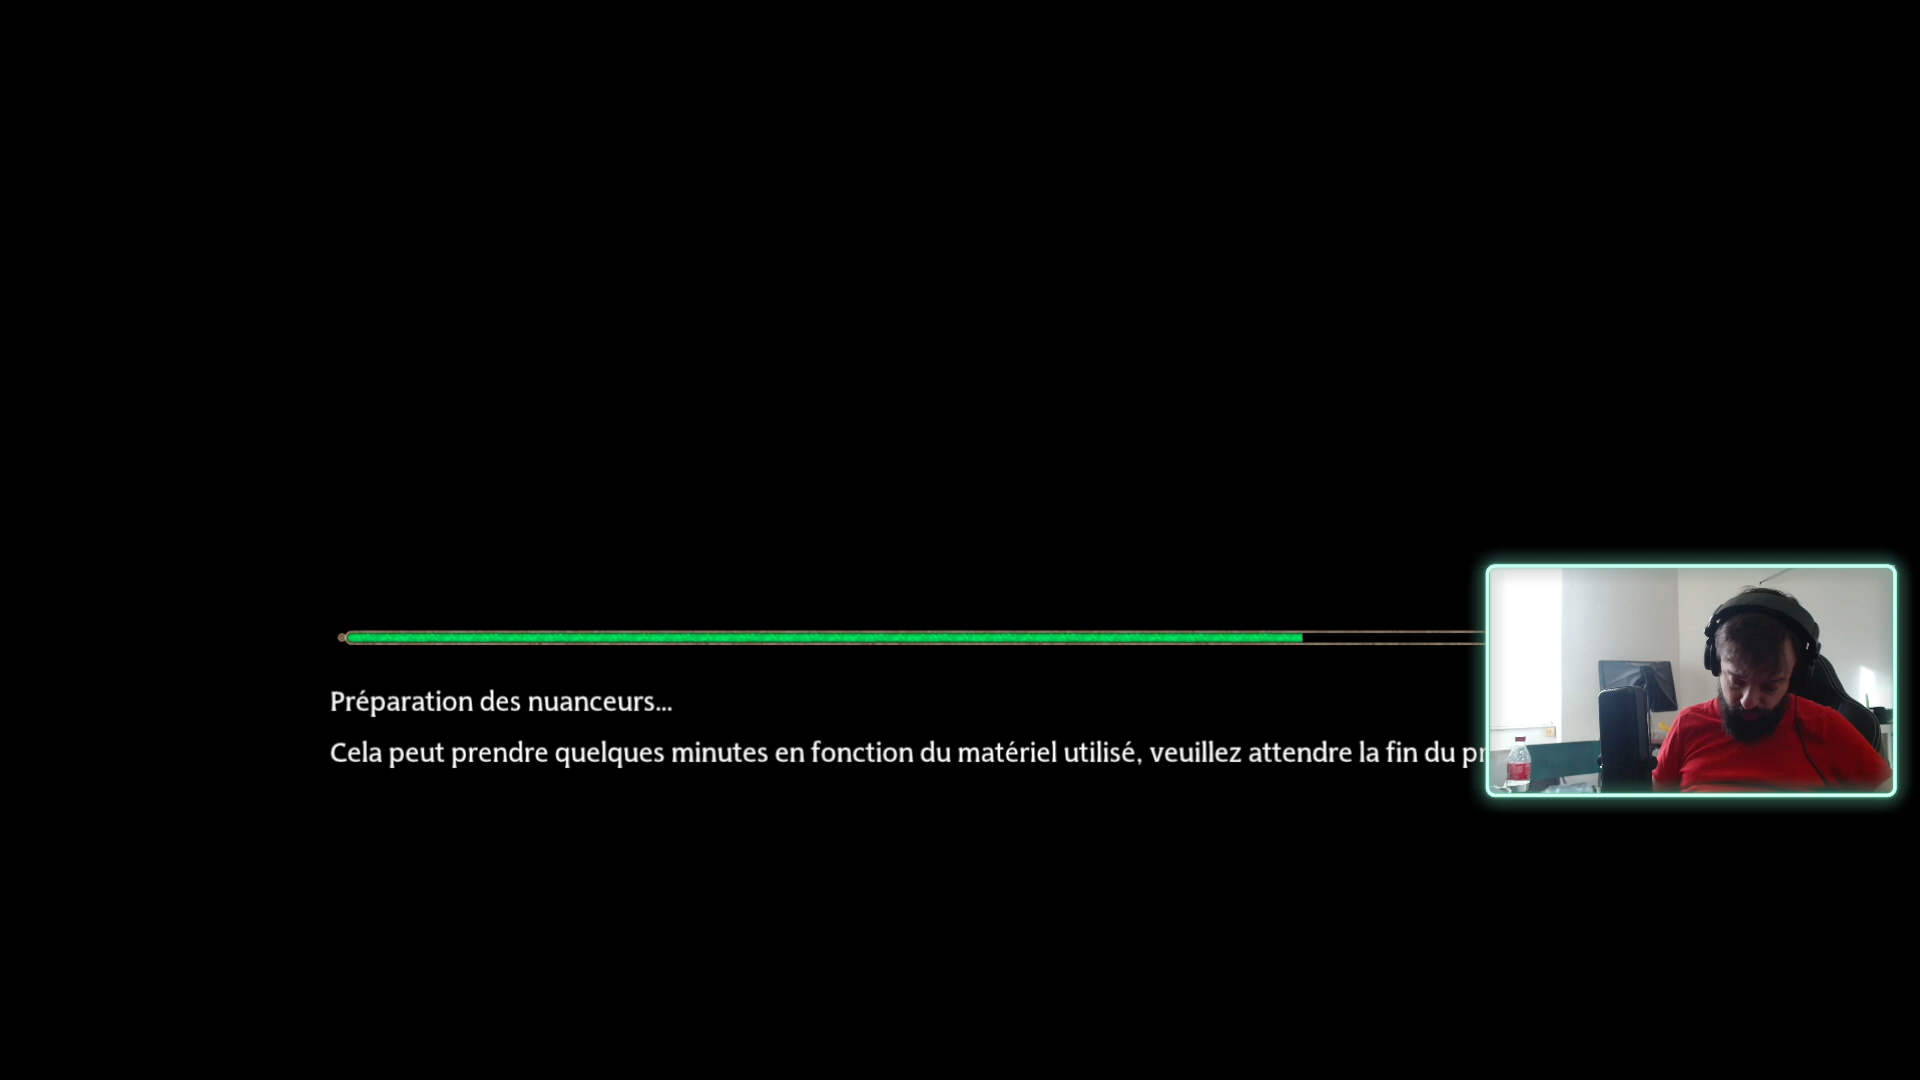 Préparation des nuanceurs...
Cela peut prendre quelques minutes en fonction du matériel utilisé, veuillez attendre la fin du